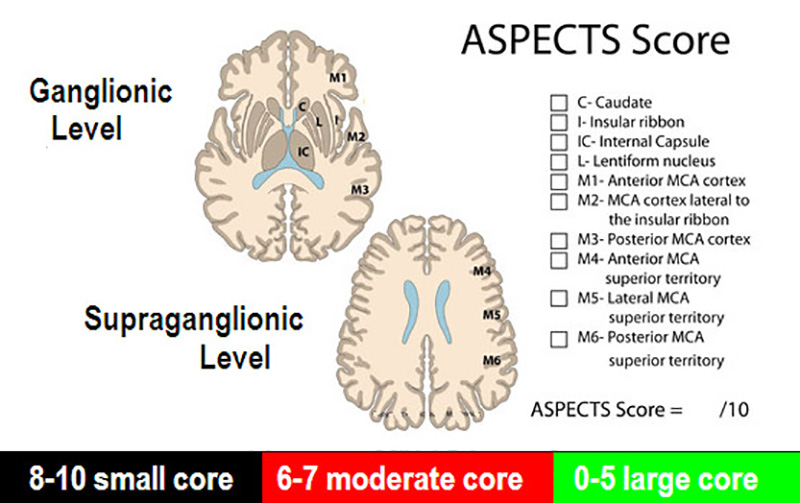 ASPECTS Score
Ganglionic
Level
M1
C
L
I
M2
IC
M3
C- Caudate
I- Insular ribbon
IC- Internal Capsule
L- Lentiform nucleus
M1- Anterior MCA cortex
M2- MCA cortex lateral to
the insular ribbon
M3- Posterior MCA cortex
M4- Anterior MCA
superior territory
M5- Lateral MCA
superior territory
M6- Posterior MCA
superior territory
Supraganglionic
Level
M4
M5
M6
ASPECTS Score = /10
8-10 small core
6-7 moderate core
0-5 large core